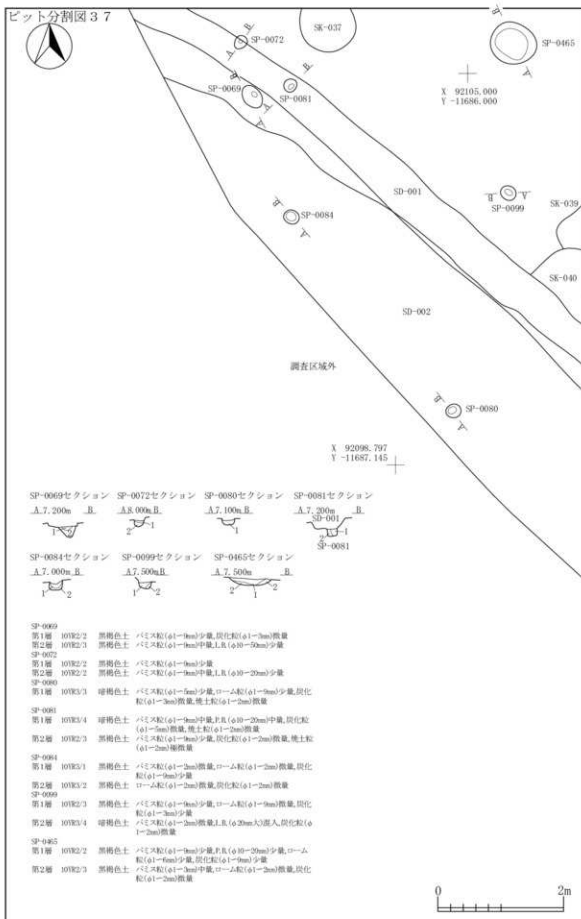 ピット分割図37
SP-0072
SK-037
SP-0465
SP-0069
SP-0081
X 92105.000
Y -11686.000
SP-0084
SD-001
SP-0099
SK-039
SK-040
SD-002
調査区域外
SP-0080
X 92098.797
Y -11687.145
SP-0069セクション SP-0072セクション SP-0080セクション SP-0081セクション
A 7.200m B A 8.000m B A 7.100m B A 7.200m B
SD-001
SP-0081
SP-0084セクション SP-0099セクション SP-0465セクション
A 7.000m B A 7.500m B A 7.500m B
SP-0069
第1層 10YR2/2 黒褐色土 パミス粒(φ1~9mm)少量,炭化粒(φ1~3mm)微量
第2層 10YR2/3 黒褐色土 パミス粒(φ1~9mm)中量,L.B.(φ10~50mm)少量
SP-0072
第1層 10YR2/2 黒褐色土 パミス粒(φ1~9mm)少量
第2層 10YR2/2 黒褐色土 パミス粒(φ1~9mm)中量,L.B.(φ10~20mm)少量
SP-0080
第1層 10YR3/3 暗褐色土 パミス粒(φ1~5mm)少量,ローム粒(φ1~9mm)少量,炭化
粒(φ1~3mm)微量,焼土粒(φ1~2mm)微量
SP-0081
第1層 10YR3/4 暗褐色土 パミス粒(φ1~9mm)中量,P.B.(φ10~20mm)中量,炭化粒
(φ1~5mm)微量,焼土粒(φ1~2mm)微量
第2層 10YR2/3 黒褐色土 パミス粒(φ1~9mm)少量,炭化粒(φ1~2mm)微量,焼土粒
(φ1~2mm)極微量
SP-0084
第1層 10YR3/1 黒褐色土 パミス粒(φ1~2mm)微量,ローム粒(φ1~2mm)微量,炭化
粒(φ1~9mm)少量
第2層 10YR3/2 黒褐色土 ローム粒(φ1~2mm)微量,炭化粒(φ1~2mm)微量
SP-0099
第1層 10YR2/3 黒褐色土 パミス粒(φ1~9mm)少量,ローム粒(φ1~9mm)微量,炭化
粒(φ1~3mm)少量
第2層 10YR3/4 暗褐色土 パミス粒(φ1~2mm)微量,L.B.(φ20mm大)混入,炭化粒(φ
1~2mm)微量
SP-0465
第1層 10YR2/2 黒褐色土 パミス粒(φ1~9mm)少量,P.B.(φ10~20mm)少量,ローム
粒(φ1~6mm)少量,炭化粒(φ1~9mm)少量
第2層 10YR2/3 黒褐色土 パミス粒(φ1~3mm)中量,ローム粒(φ1~2mm)微量,炭化
粒(φ1~2mm)微量
0 2m